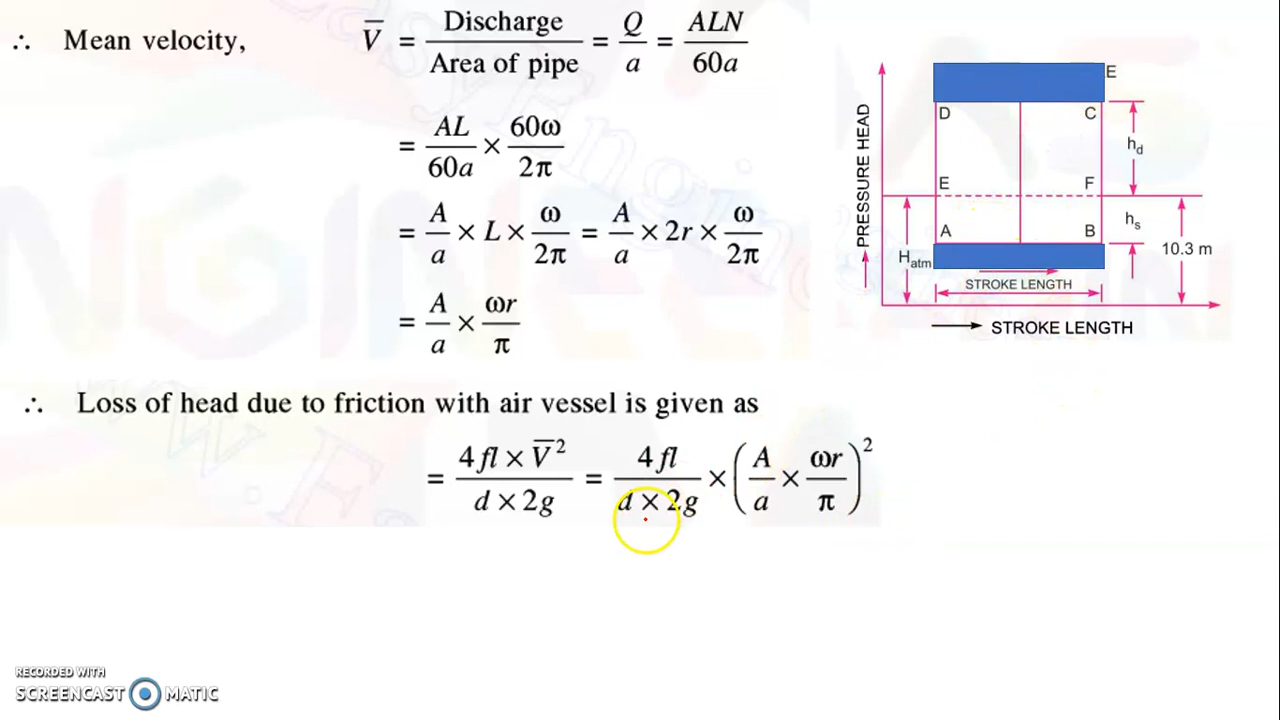 ∴ Mean velocity, V̅ = Discharge / Area of pipe = Q / a = ALN / 60a
= AL / 60a × 60ω / 2π
= A / a × L × ω / 2π = A / a × 2r × ω / 2π
= A / a × ωr / π
∴ Loss of head due to friction with air vessel is given as
= 4fl × V̅² / d × 2g = 4fl / d × 2g × (A / a × ωr / π)²
PRESSURE HEAD
E
D C
h_d
E F
A B
h_s
H_atm
10.3 m
STROKE LENGTH
STROKE LENGTH
RECORDED WITH
SCREENCAST MATIC